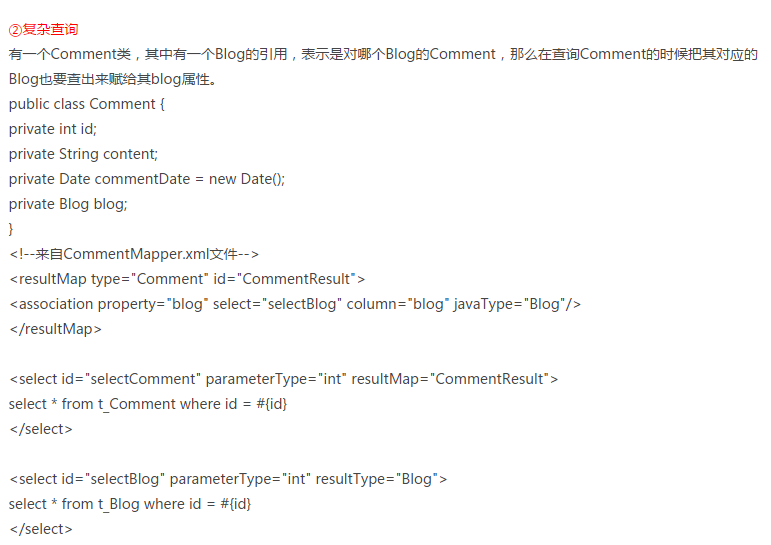 ②复杂查询
有一个Comment类，其中有一个Blog的引用，表示是对哪个Blog的Comment，那么在查询Comment的时候把其对应的
Blog也要查出来赋给其blog属性。
public class Comment {
private int id;
private String content;
private Date commentDate = new Date();
private Blog blog;
}
<!--来自CommentMapper.xml文件-->
<resultMap type="Comment" id="CommentResult">
<association property="blog" select="selectBlog" column="blog" javaType="Blog"/>
</resultMap>
<select id="selectComment" parameterType="int" resultMap="CommentResult">
select * from t_Comment where id = #{id}
</select>
<select id="selectBlog" parameterType="int" resultType="Blog">
select * from t_Blog where id = #{id}
</select>